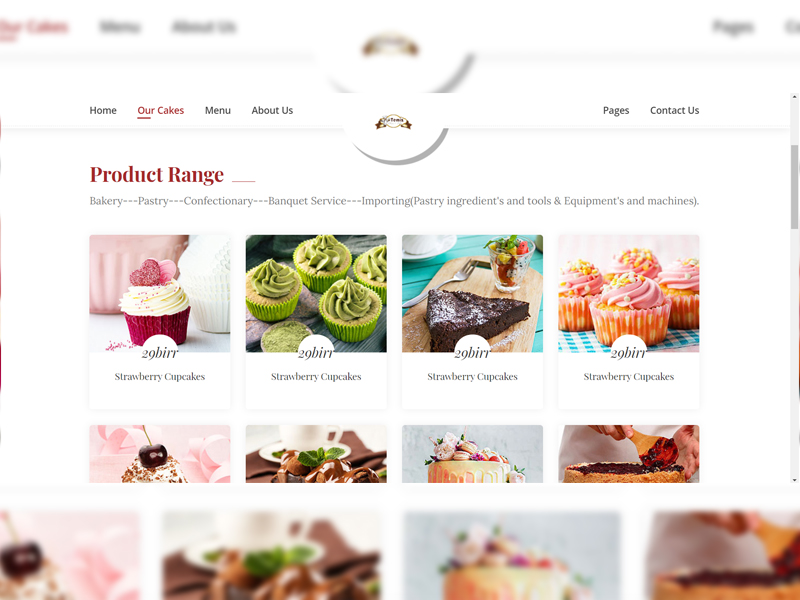 Our Cakes Menu About Us Pages
Home Our Cakes Menu About Us Pages Contact Us
Product Range
Bakery---Pastry---Confectionary---Banquet Service---Importing(Pastry ingredient's and tools & Equipment's and machines).
29birr 29birr 29birr 29birr
Strawberry Cupcakes Strawberry Cupcakes Strawberry Cupcakes Strawberry Cupcakes